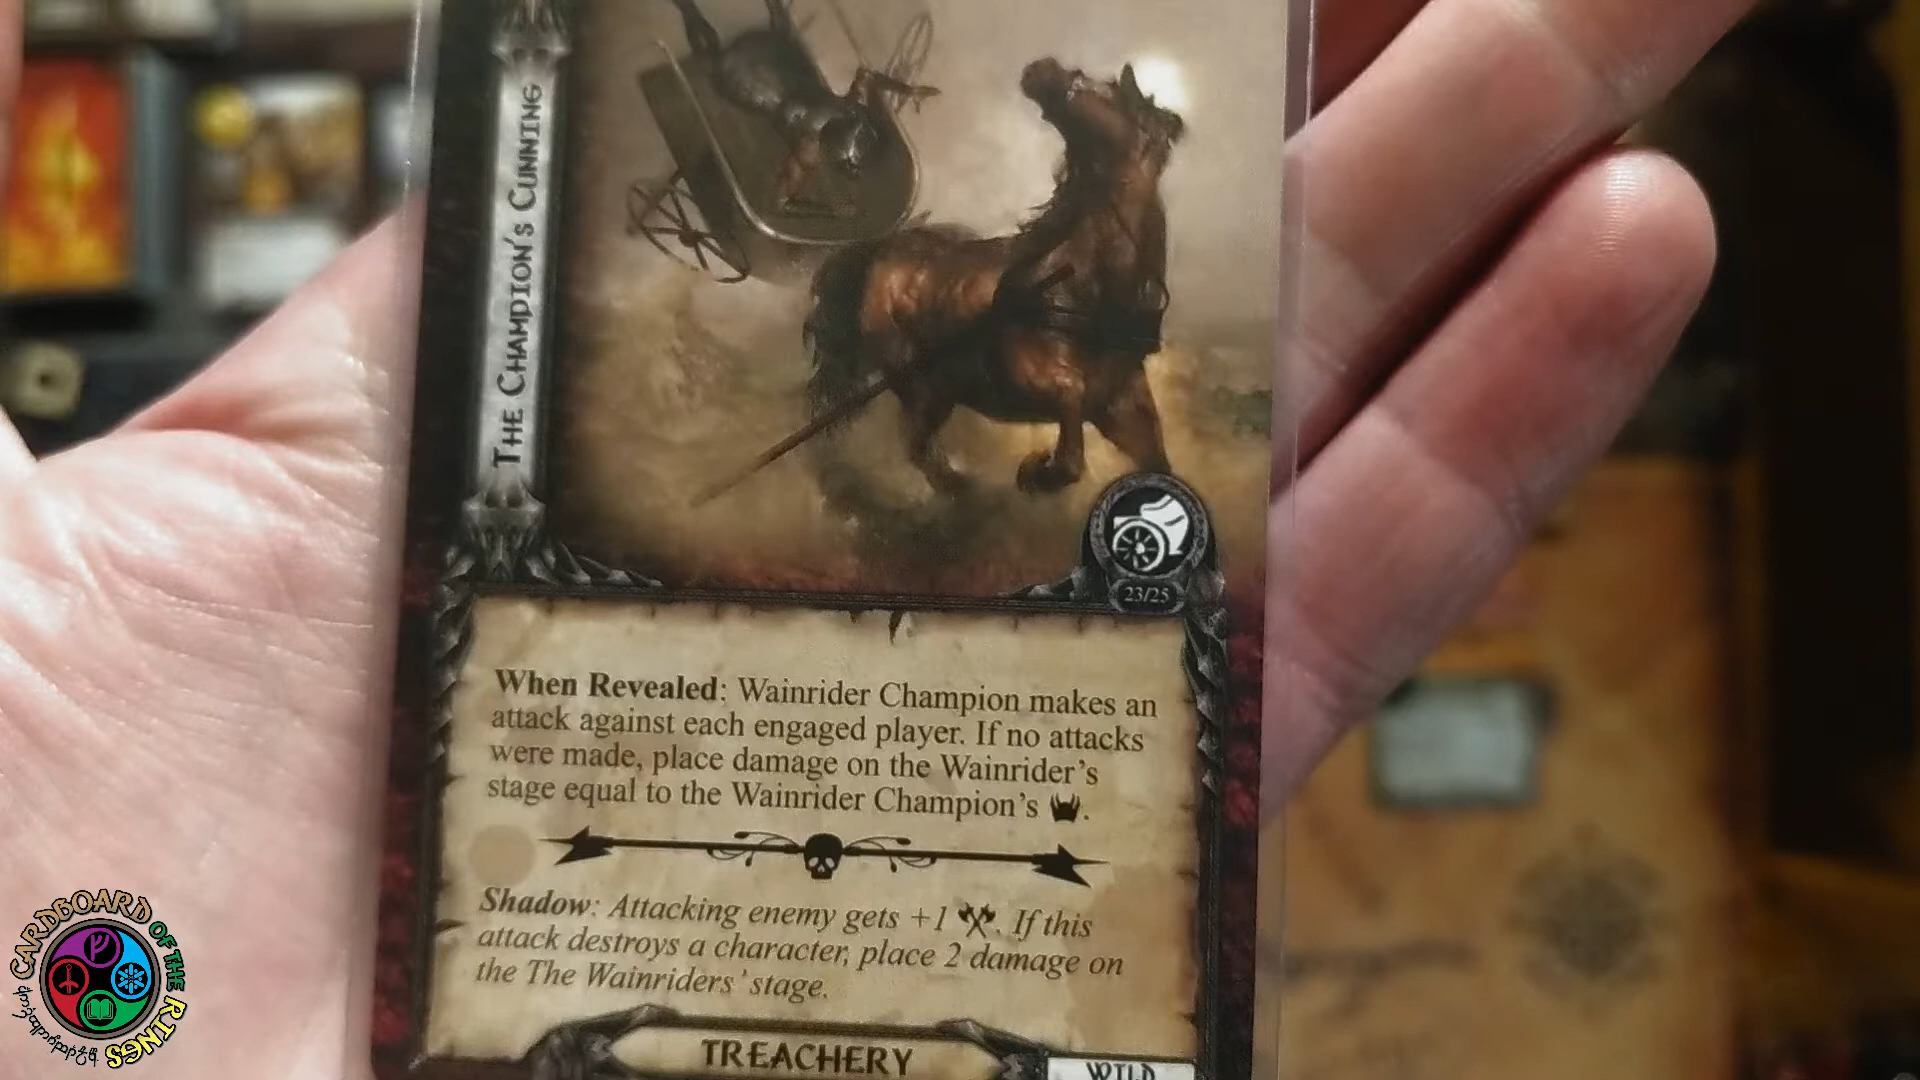 THE CHAMPION'S CUNNING
23/25
When Revealed: Wainrider Champion makes an
attack against each engaged player. If no attacks
were made, place damage on the Wainrider's
stage equal to the Wainrider Champion's .
Shadow: Attacking enemy gets +1 . If this
attack destroys a character, place 2 damage on
the The Wainriders' stage.
TREACHERY
WILD
CARDBOARD OF THE RINGS